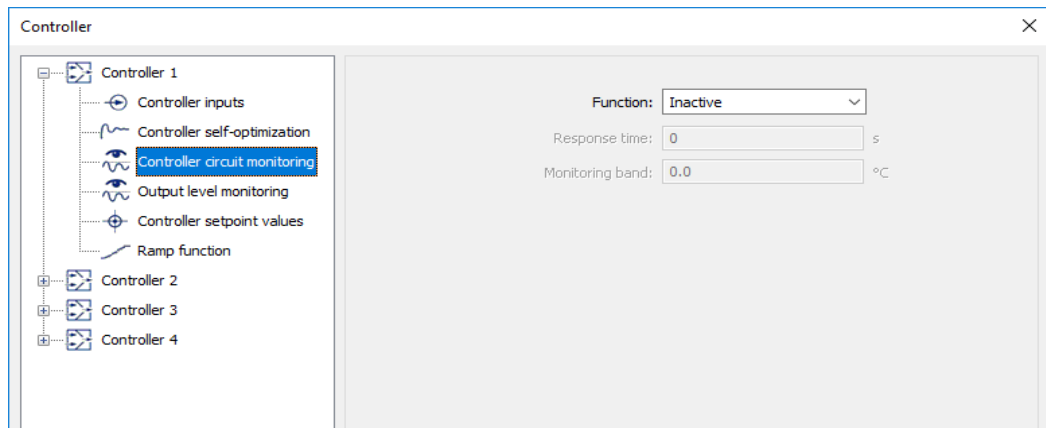 Controller
Controller 1
Controller inputs
Controller self-optimization
Controller circuit monitoring
Output level monitoring
Controller setpoint values
Ramp function
Controller 2
Controller 3
Controller 4
Function: Inactive
Response time: 0 s
Monitoring band: 0.0 °C